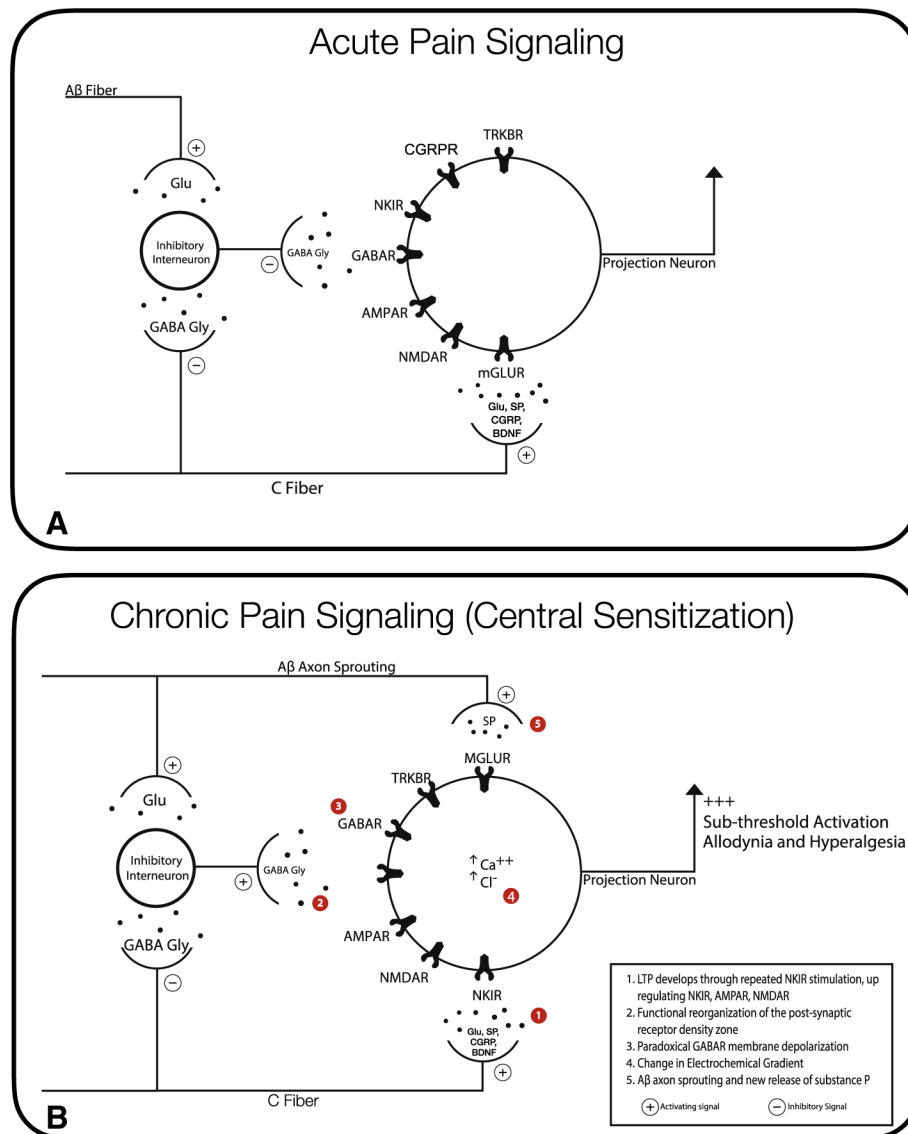 Acute Pain Signaling
Aβ Fiber
+
Glu
TRKBR
CGRPR
NKIR
Inhibitory
Interneuron
GABA Gly
−
GABAR
Projection Neuron
GABA Gly
−
AMPAR
NMDAR
mGLUR
Glu, SP,
CGRP,
BDNF
+
C Fiber
A
Chronic Pain Signaling (Central Sensitization)
Aβ Axon Sprouting
+
SP
5
MGLUR
+
Glu
TRKBR
3
GABAR
+++
Sub-threshold Activation
Allodynia and Hyperalgesia
Inhibitory
Interneuron
+
GABA Gly
2
↑Ca++
↑Cl-
4
Projection Neuron
GABA Gly
−
AMPAR
NMDAR
NKIR
1
Glu, SP,
CGRP,
BDNF
+
C Fiber
B
1. LTP develops through repeated NKIR stimulation, up
regulating NKIR, AMPAR, NMDAR
2. Functional reorganization of the post-synaptic
receptor density zone
3. Paradoxical GABAR membrane depolarization
4. Change in Electrochemical Gradient
5. Aβ axon sprouting and new release of substance P
+ Activating signal − Inhibitory Signal